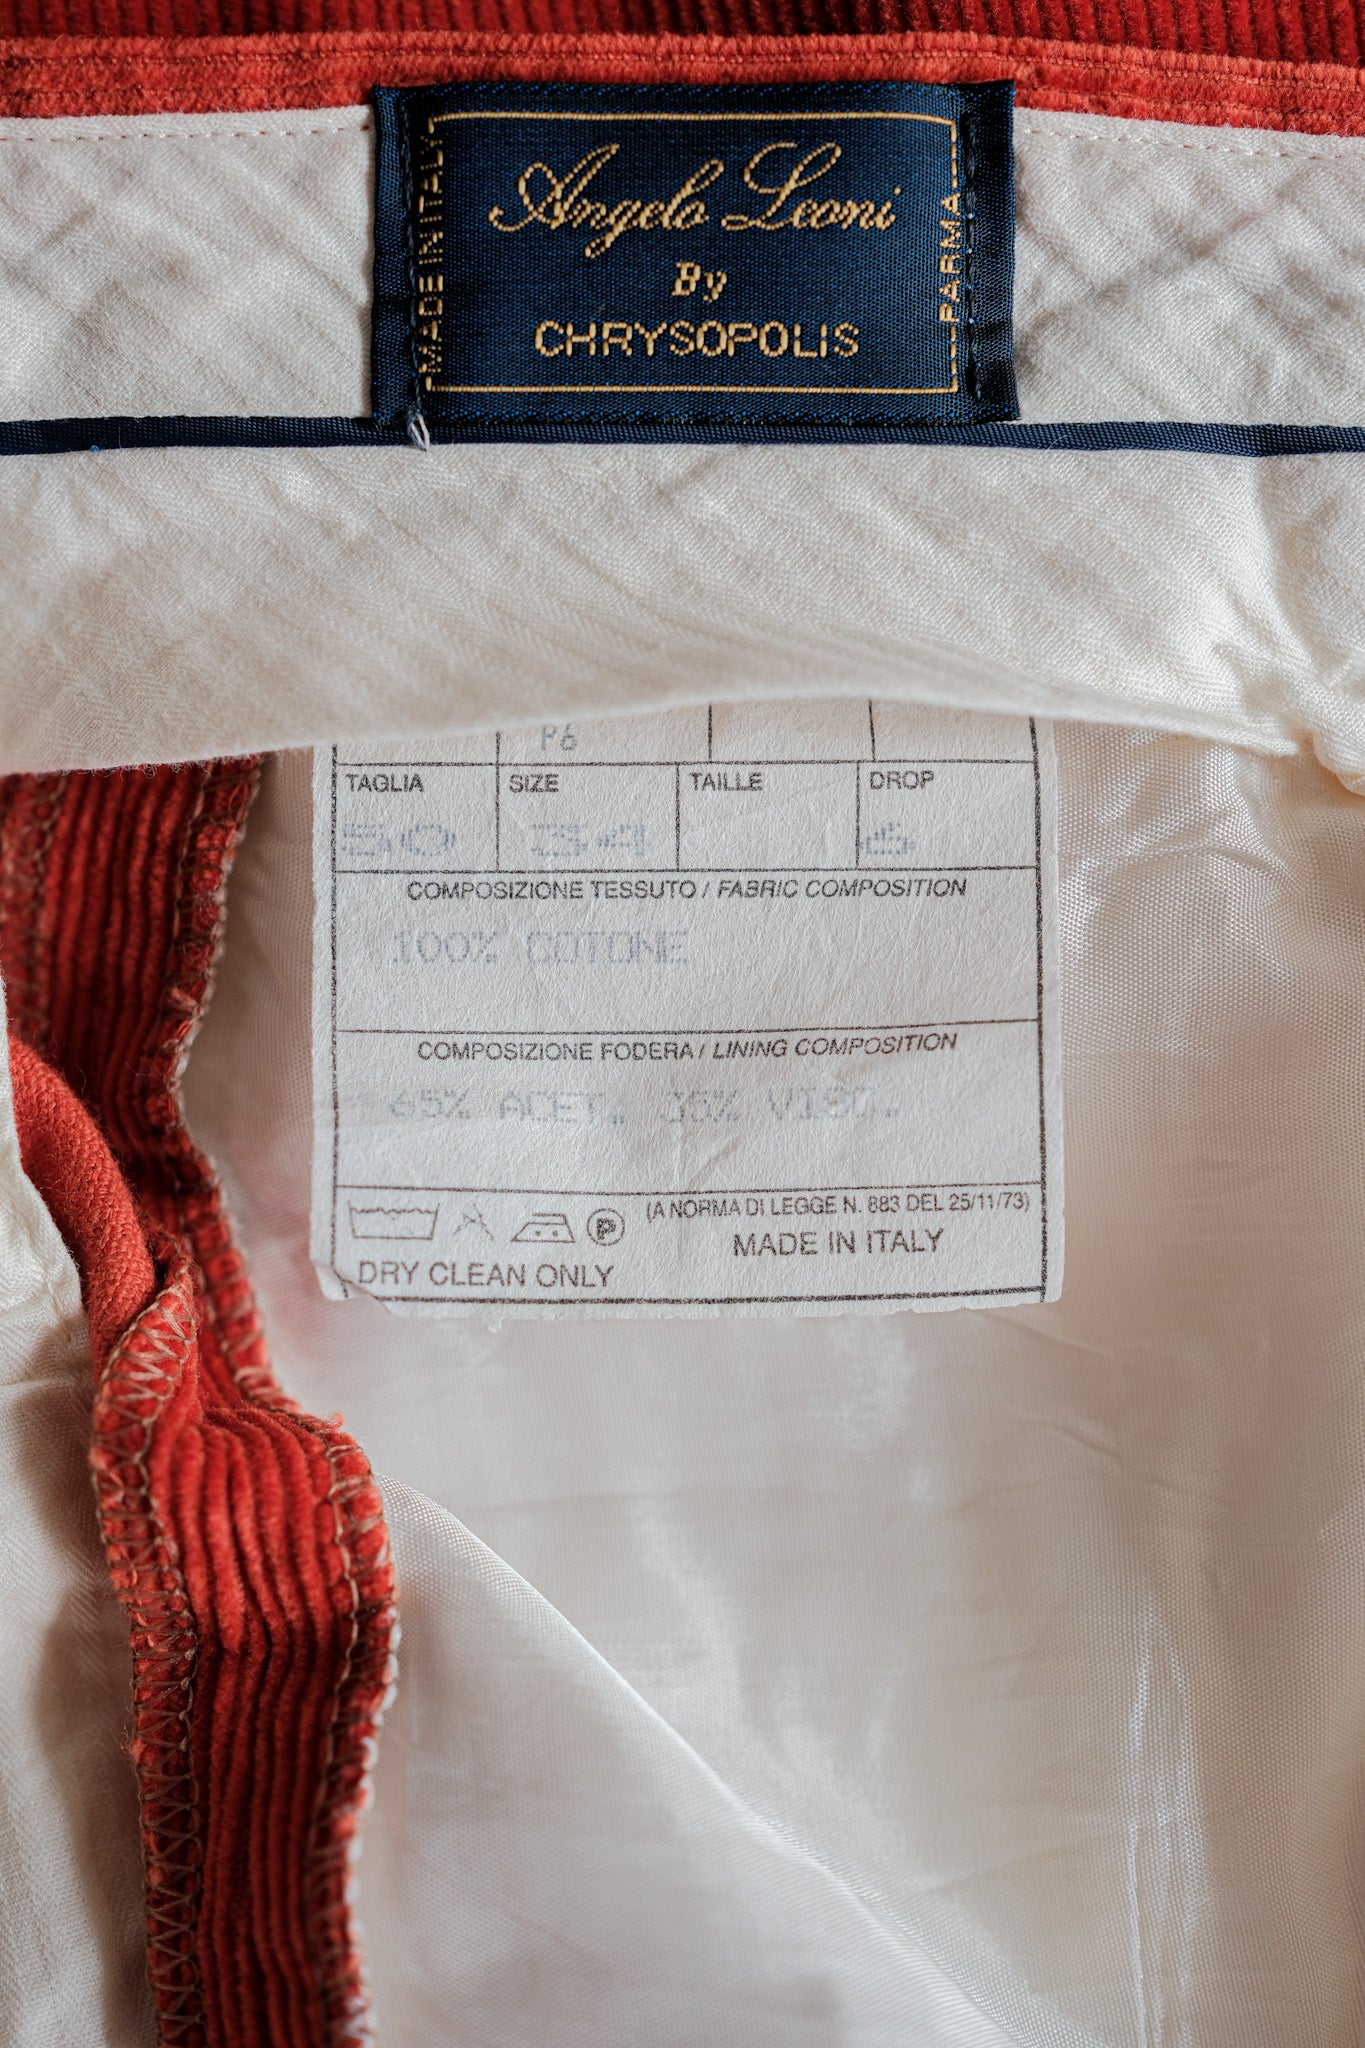 MADE IN ITALY
Angelo Leoni
By
CHRYSOPOLIS
PARMA
P6
TAGLIA SIZE TAILLE DROP
50 34 6
COMPOSIZIONE TESSUTO / FABRIC COMPOSITION
100% COTONE
COMPOSIZIONE FODERA / LINING COMPOSITION
65% ACET. 35% VISC.
P (A NORMA DI LEGGE N. 883 DEL 25/11/73)
MADE IN ITALY
DRY CLEAN ONLY